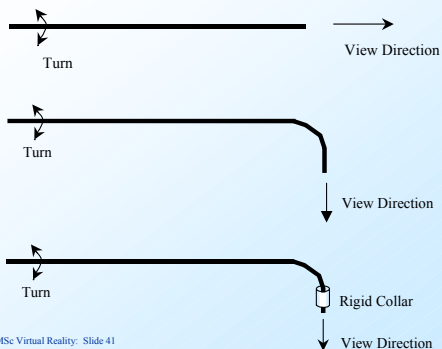 View Direction
Turn
Turn
View Direction
Turn
Rigid Collar
MSc Virtual Reality: Slide 41
View Direction